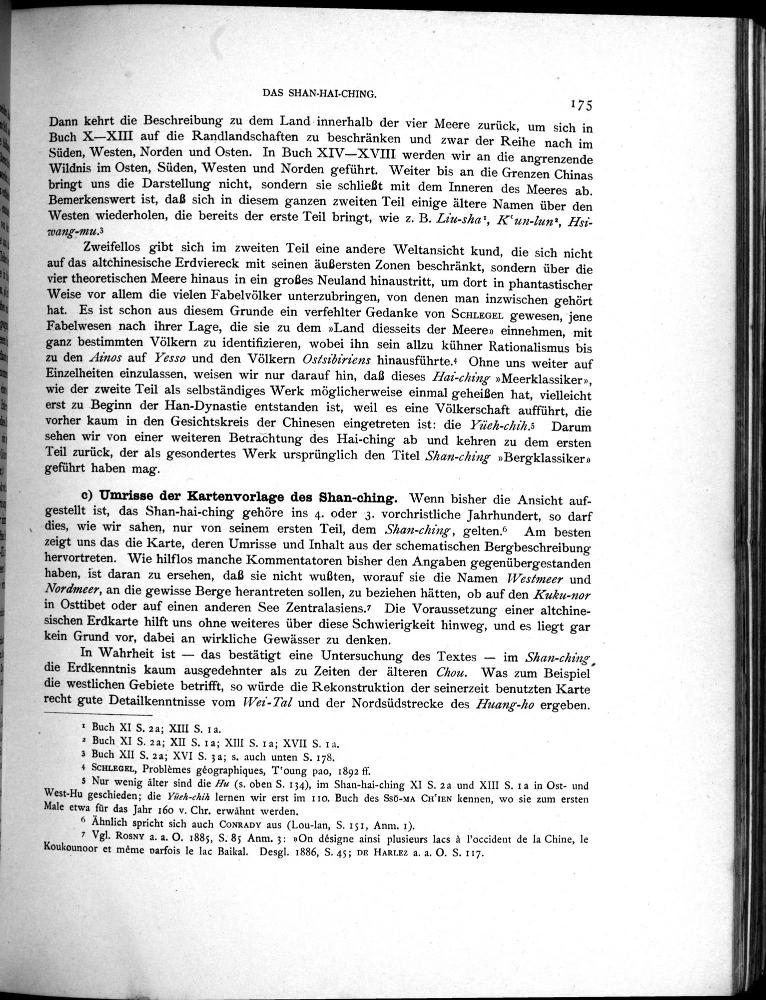 DAS SHAN-HAI-CHING.
175
Dann kehrt die Beschreibung zu dem Land innerhalb der vier Meere zurück, um sich in
Buch X—XIII auf die Randlandschaften zu beschränken und zwar der Reihe nach im
Süden, Westen, Norden und Osten. In Buch XIV—XVIII werden wir an die angrenzende
Wildnis im Osten, Süden, Westen und Norden geführt. Weiter bis an die Grenzen Chinas
bringt uns die Darstellung nicht, sondern sie schließt mit dem Inneren des Meeres ab.
Bemerkenswert ist, daß sich in diesem ganzen zweiten Teil einige ältere Namen über den
Westen wiederholen, die bereits der erste Teil bringt, wie z. B. Liu-sha¹, K‘un-lun², Hsi-
wang-mu.³
Zweifellos gibt sich im zweiten Teil eine andere Weltansicht kund, die sich nicht
auf das altchinesische Erdviereck mit seinen äußersten Zonen beschränkt, sondern über die
vier theoretischen Meere hinaus in ein großes Neuland hinaustritt, um dort in phantastischer
Weise vor allem die vielen Fabelvölker unterzubringen, von denen man inzwischen gehört
hat. Es ist schon aus diesem Grunde ein verfehlter Gedanke von SCHLEGEL gewesen, jene
Fabelwesen nach ihrer Lage, die sie zu dem »Land diesseits der Meere« einnehmen, mit
ganz bestimmten Völkern zu identifizieren, wobei ihn sein allzu kühner Rationalismus bis
zu den Ainos auf Yesso und den Völkern Ostsibiriens hinausführte.⁴ Ohne uns weiter auf
Einzelheiten einzulassen, weisen wir nur darauf hin, daß dieses Hai-ching »Meerklassiker«,
wie der zweite Teil als selbständiges Werk möglicherweise einmal geheißen hat, vielleicht
erst zu Beginn der Han-Dynastie entstanden ist, weil es eine Völkerschaft aufführt, die
vorher kaum in den Gesichtskreis der Chinesen eingetreten ist: die Yüeh-chih.⁵ Darum
sehen wir von einer weiteren Betrachtung des Hai-ching ab und kehren zu dem ersten
Teil zurück, der als gesondertes Werk ursprünglich den Titel Shan-ching »Bergklassiker«
geführt haben mag.
c) Umrisse der Kartenvorlage des Shan-ching. Wenn bisher die Ansicht auf-
gestellt ist, das Shan-hai-ching gehöre ins 4. oder 3. vorchristliche Jahrhundert, so darf
dies, wie wir sahen, nur von seinem ersten Teil, dem Shan-ching, gelten.⁶ Am besten
zeigt uns das die Karte, deren Umrisse und Inhalt aus der schematischen Bergbeschreibung
hervortreten. Wie hilflos manche Kommentatoren bisher den Angaben gegenübergestanden
haben, ist daran zu ersehen, daß sie nicht wußten, worauf sie die Namen Westmeer und
Nordmeer, an die gewisse Berge herantreten sollen, zu beziehen hätten, ob auf den Kuku-nor
in Osttibet oder auf einen anderen See Zentralasiens.⁷ Die Voraussetzung einer altchine-
sischen Erdkarte hilft uns ohne weiteres über diese Schwierigkeit hinweg, und es liegt gar
kein Grund vor, dabei an wirkliche Gewässer zu denken.
In Wahrheit ist — das bestätigt eine Untersuchung des Textes — im Shan-ching
die Erdkenntnis kaum ausgedehnter als zu Zeiten der älteren Chou. Was zum Beispiel
die westlichen Gebiete betrifft, so würde die Rekonstruktion der seinerzeit benutzten Karte
recht gute Detailkenntnisse vom Wei-Tal und der Nordsüdstrecke des Huang-ho ergeben.
¹ Buch XI S. 2a; XIII S. 1a.
² Buch XI S. 2a; XII S. 1a; XIII S. 1a; XVII S. 1a.
³ Buch XII S. 2a; XVI S. 3a; s. auch unten S. 178.
⁴ SCHLEGEL, Problèmes géographiques, T'oung pao, 1892 ff.
⁵ Nur wenig älter sind die Hu (s. oben S. 134), im Shan-hai-ching XI S. 2a und XIII S. 1a in Ost- und
West-Hu geschieden; die Yüeh-chih lernen wir erst im 110. Buch des SSŬ-MA CH'IEN kennen, wo sie zum ersten
Male etwa für das Jahr 160 v. Chr. erwähnt werden.
⁶ Ähnlich spricht sich auch CONRADY aus (Lou-lan, S. 151, Anm. 1).
⁷ Vgl. ROSNY a. a. O. 1885, S. 85 Anm. 3: »On désigne ainsi plusieurs lacs à l'occident de la Chine, le
Koukounoor et même parfois le lac Baikal. Desgl. 1886, S. 45; DE HARLEZ a. a. O. S. 117.